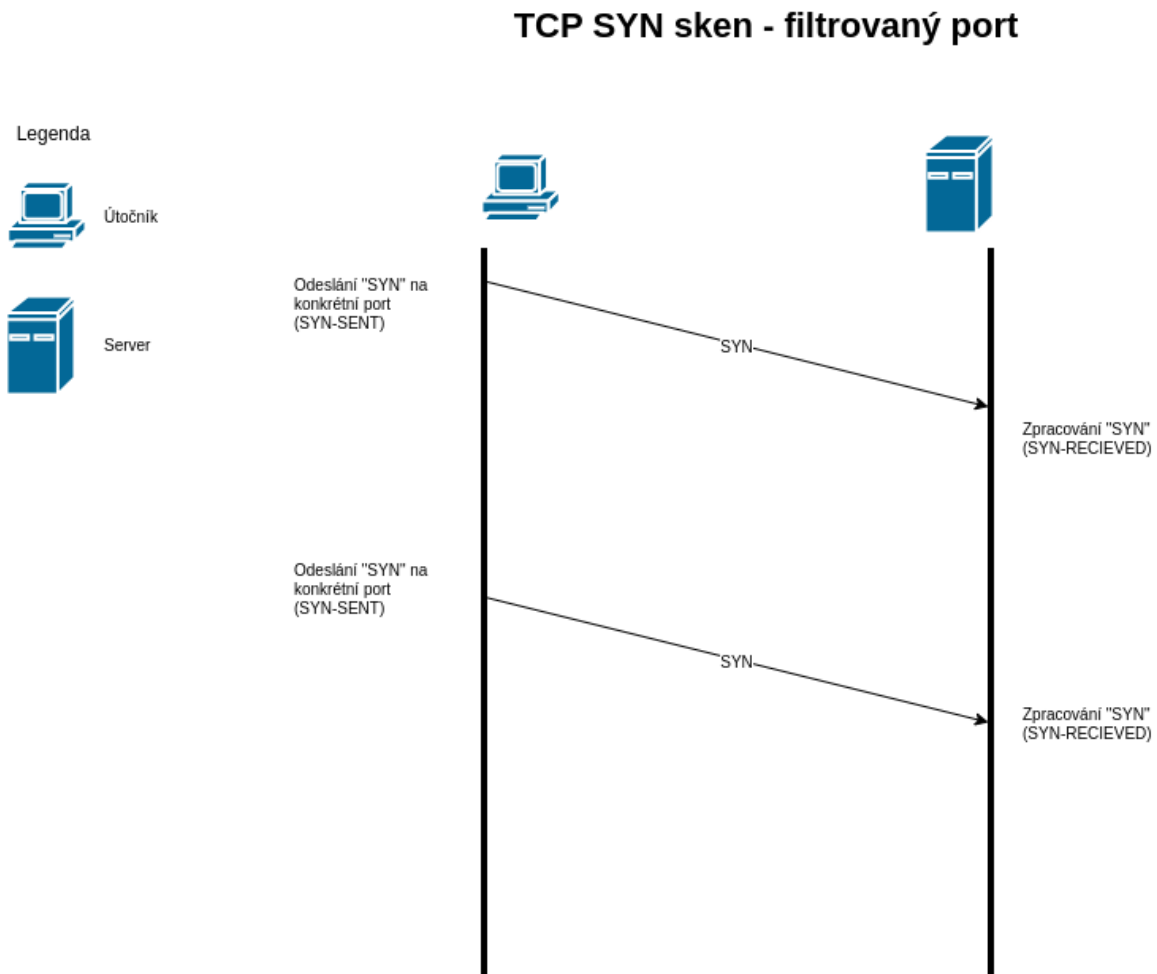 TCP SYN sken - filtrovaný port
Legenda
Útočník
Server
Odeslání "SYN" na
konkrétní port
(SYN-SENT)
SYN
Zpracování "SYN"
(SYN-RECIEVED)
Odeslání "SYN" na
konkrétní port
(SYN-SENT)
SYN
Zpracování "SYN"
(SYN-RECIEVED)